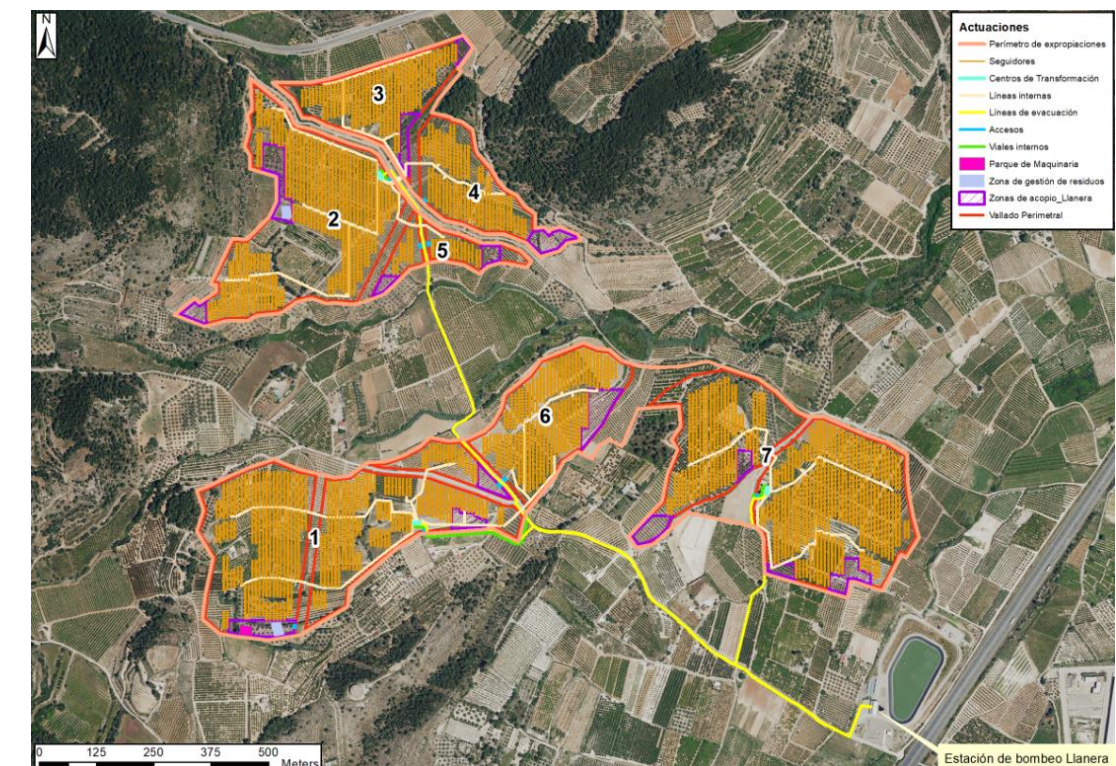 N
Actuaciones
Perímetro de expropiaciones
Seguidores
Centros de Transformación
Líneas internas
Líneas de evacuación
Accesos
Viales internos
Parque de Maquinaria
Zona de gestión de residuos
Zonas de acopio_Llanera
Vallado Perimetral
3
4
2
5
6
7
1
0 125 250 375 500
Meters
Estación de bombeo Llanera